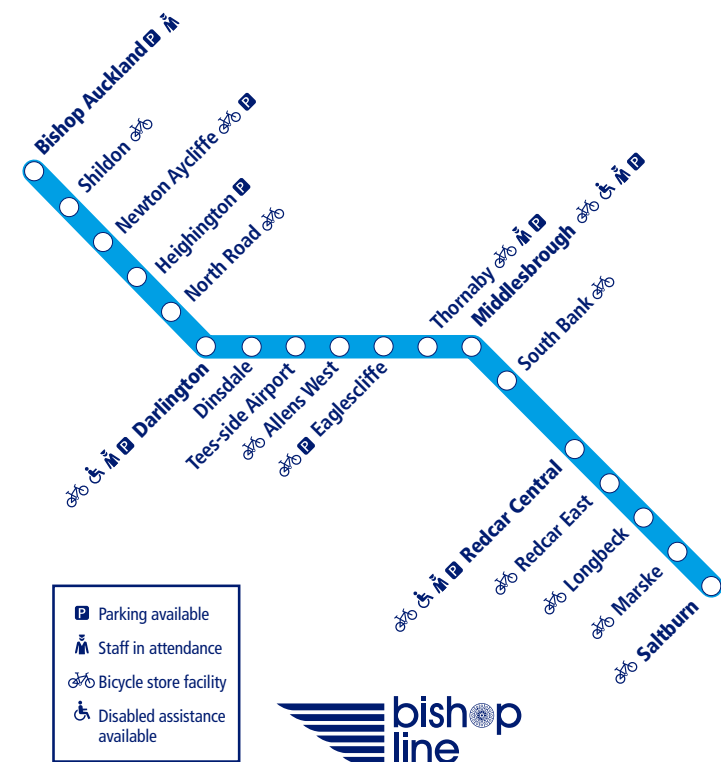 Bishop Auckland P
Shildon
Newton Aycliffe P
Heighington P
North Road
Darlington P
Dinsdale
Tees-side Airport
Allens West
Eaglescliffe P
Thornaby P
Middlesbrough P
South Bank
Redcar Central P
Redcar East
Longbeck
Marske
Saltburn
P Parking available
Staff in attendance
Bicycle store facility
Disabled assistance
available
bishop
line